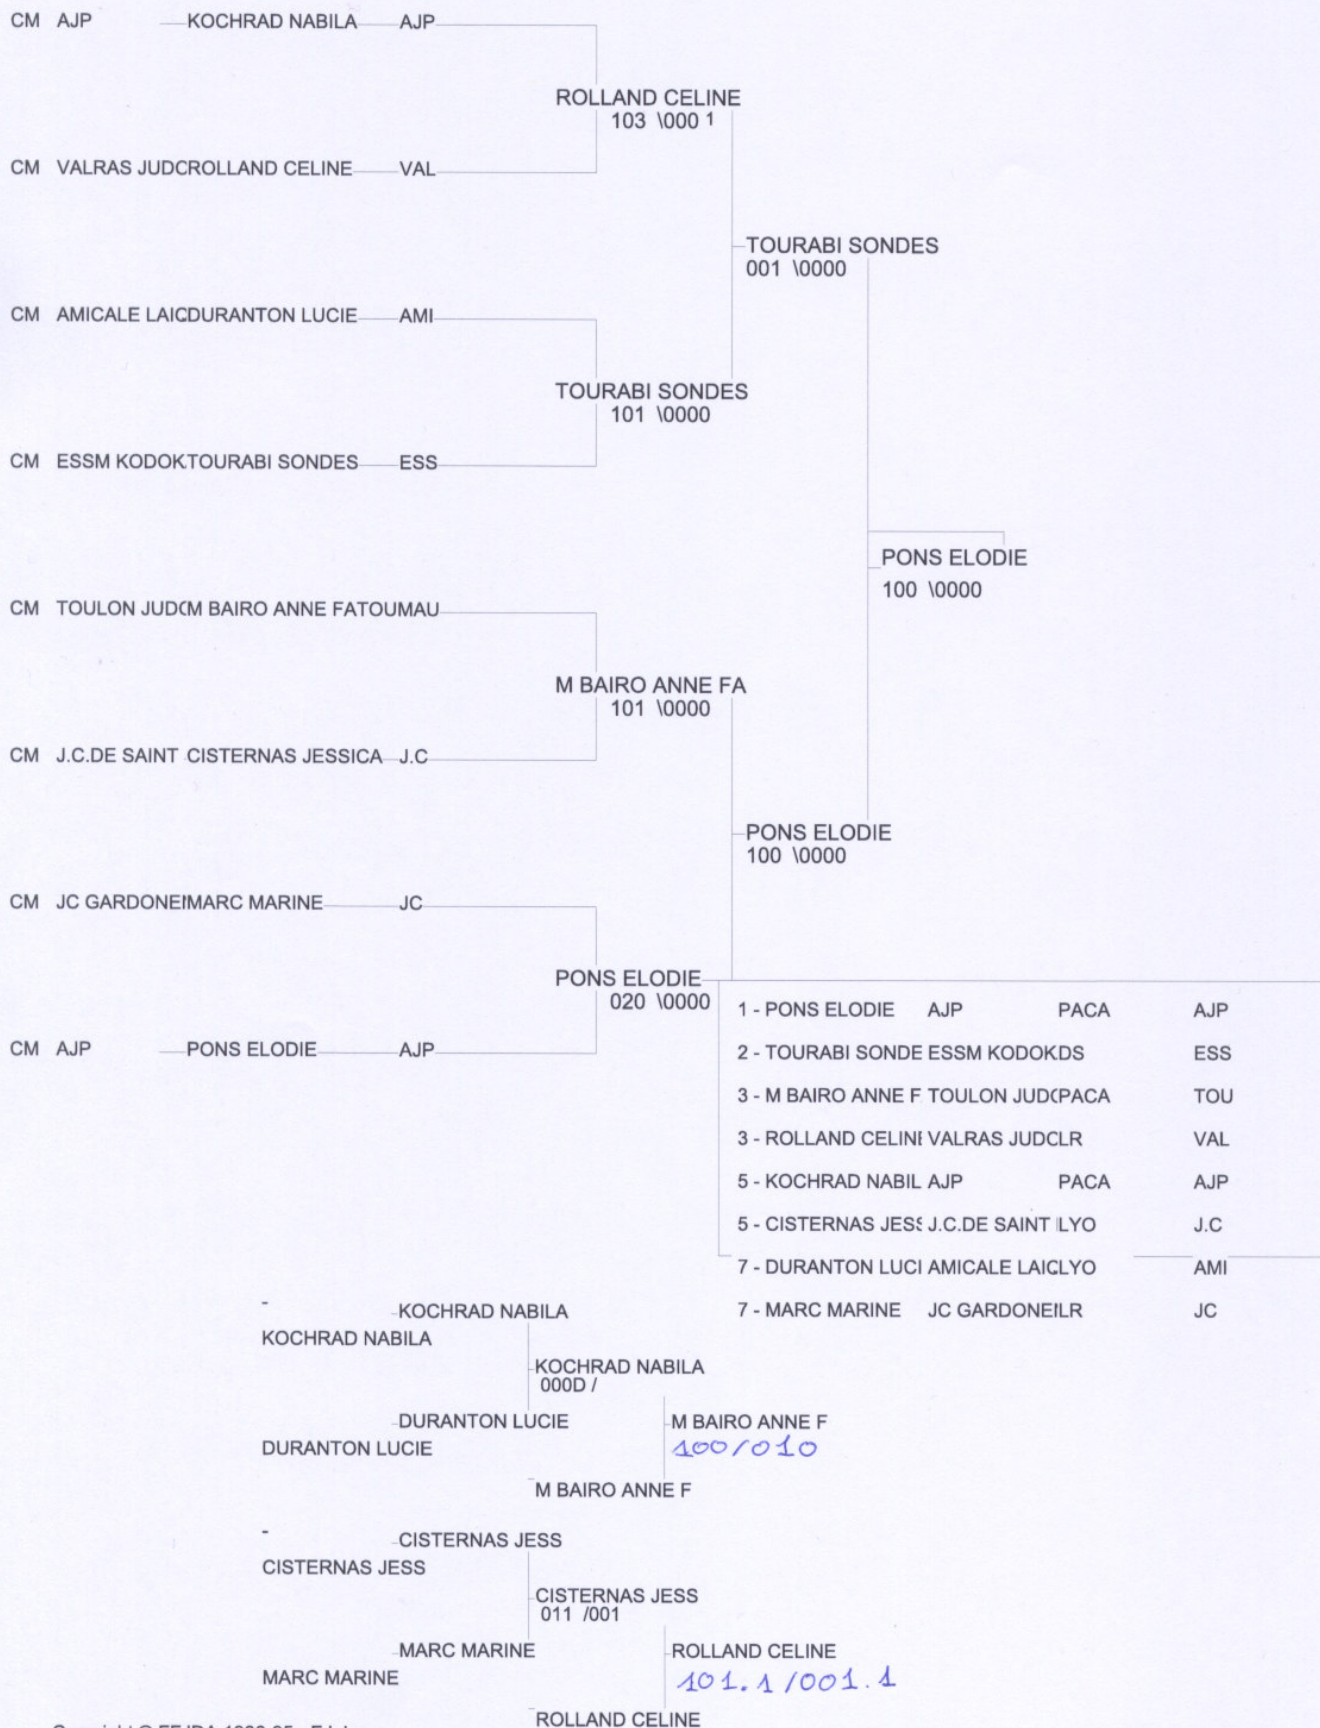 CM AJP KOCHRAD NABILA AJP
ROLLAND CELINE
103 \000 1
CM VALRAS JUDCROLLAND CELINE VAL
TOURABI SONDES
001 \0000
CM AMICALE LAICDURANTON LUCIE AMI
TOURABI SONDES
101 \0000
CM ESSM KODOKTOURABI SONDES ESS
PONS ELODIE
100 \0000
CM TOULON JUD(M BAIRO ANNE FATOUMAU
M BAIRO ANNE FA
101 \0000
CM J.C.DE SAINT CISTERNAS JESSICA J.C
PONS ELODIE
100 \0000
CM JC GARDONEIMARC MARINE JC
PONS ELODIE
020 \0000
CM AJP PONS ELODIE AJP
1 - PONS ELODIE AJP PACA AJP
2 - TOURABI SONDE ESSM KODOKDS ESS
3 - M BAIRO ANNE F TOULON JUD(PACA TOU
3 - ROLLAND CELINE VALRAS JUDCLR VAL
5 - KOCHRAD NABIL AJP PACA AJP
5 - CISTERNAS JESS J.C.DE SAINT LYO J.C
7 - DURANTON LUCI AMICALE LAICLYO AMI
7 - MARC MARINE JC GARDONEILR JC
- KOCHRAD NABILA
KOCHRAD NABILA
KOCHRAD NABILA
000D /
DURANTON LUCIE
DURANTON LUCIE
M BAIRO ANNE F
100/010
M BAIRO ANNE F
- CISTERNAS JESS
CISTERNAS JESS
CISTERNAS JESS
011 /001
MARC MARINE
MARC MARINE
ROLLAND CELINE
101.1/001.1
ROLLAND CELINE